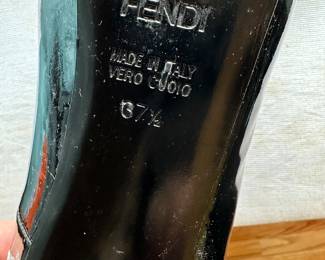 FENDI
MADE IN ITALY
VERO CUOIO
37½